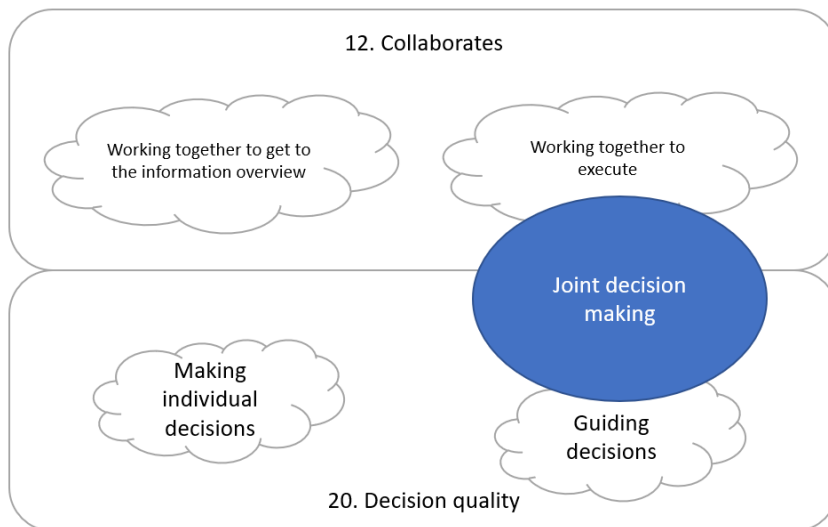 12. Collaborates
Working together to get to
the information overview
Working together to
execute
Joint decision
making
Making
individual
decisions
Guiding
decisions
20. Decision quality